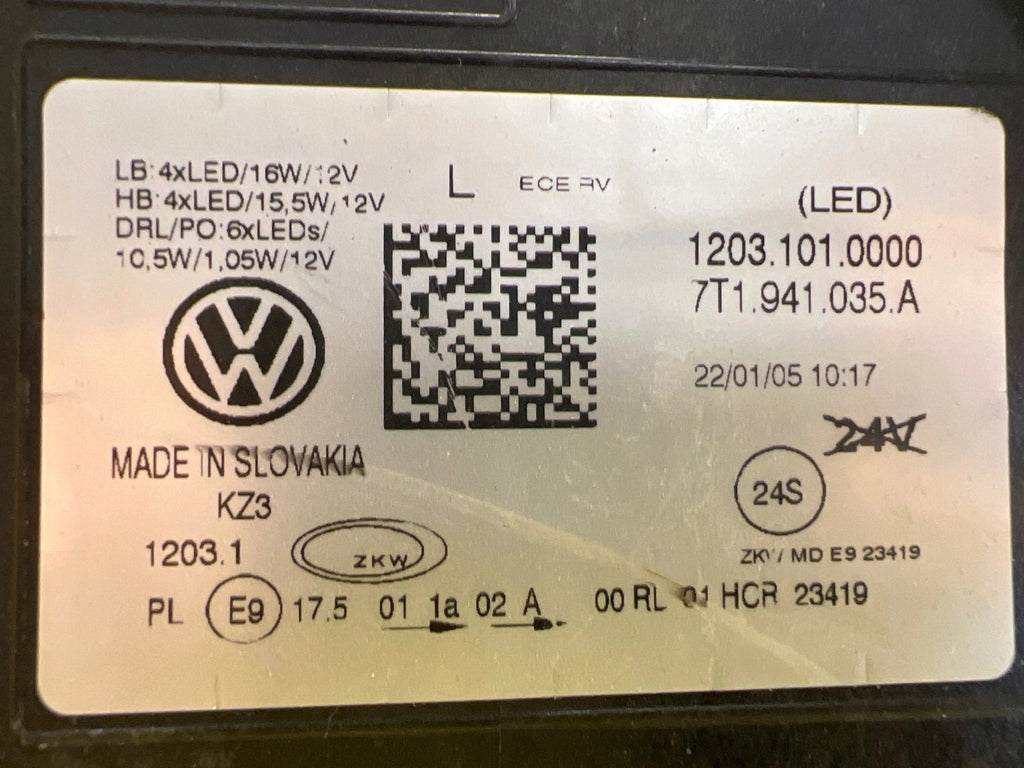 LB:4xLED/16W/12V
HB:4xLED/15,5W/12V
DRL/PO:6xLEDs/
10,5W/1,05W/12V
L
ECE RV
(LED)
1203.101.0000
7T1.941.035.A
22/01/05 10:17
24V
24S
VW
MADE IN SLOVAKIA
KZ3
1203.1
ZKW
ZKW MD E9 23419
PL E9 17.5 01 1a 02 A 00 RL 01 HCR 23419